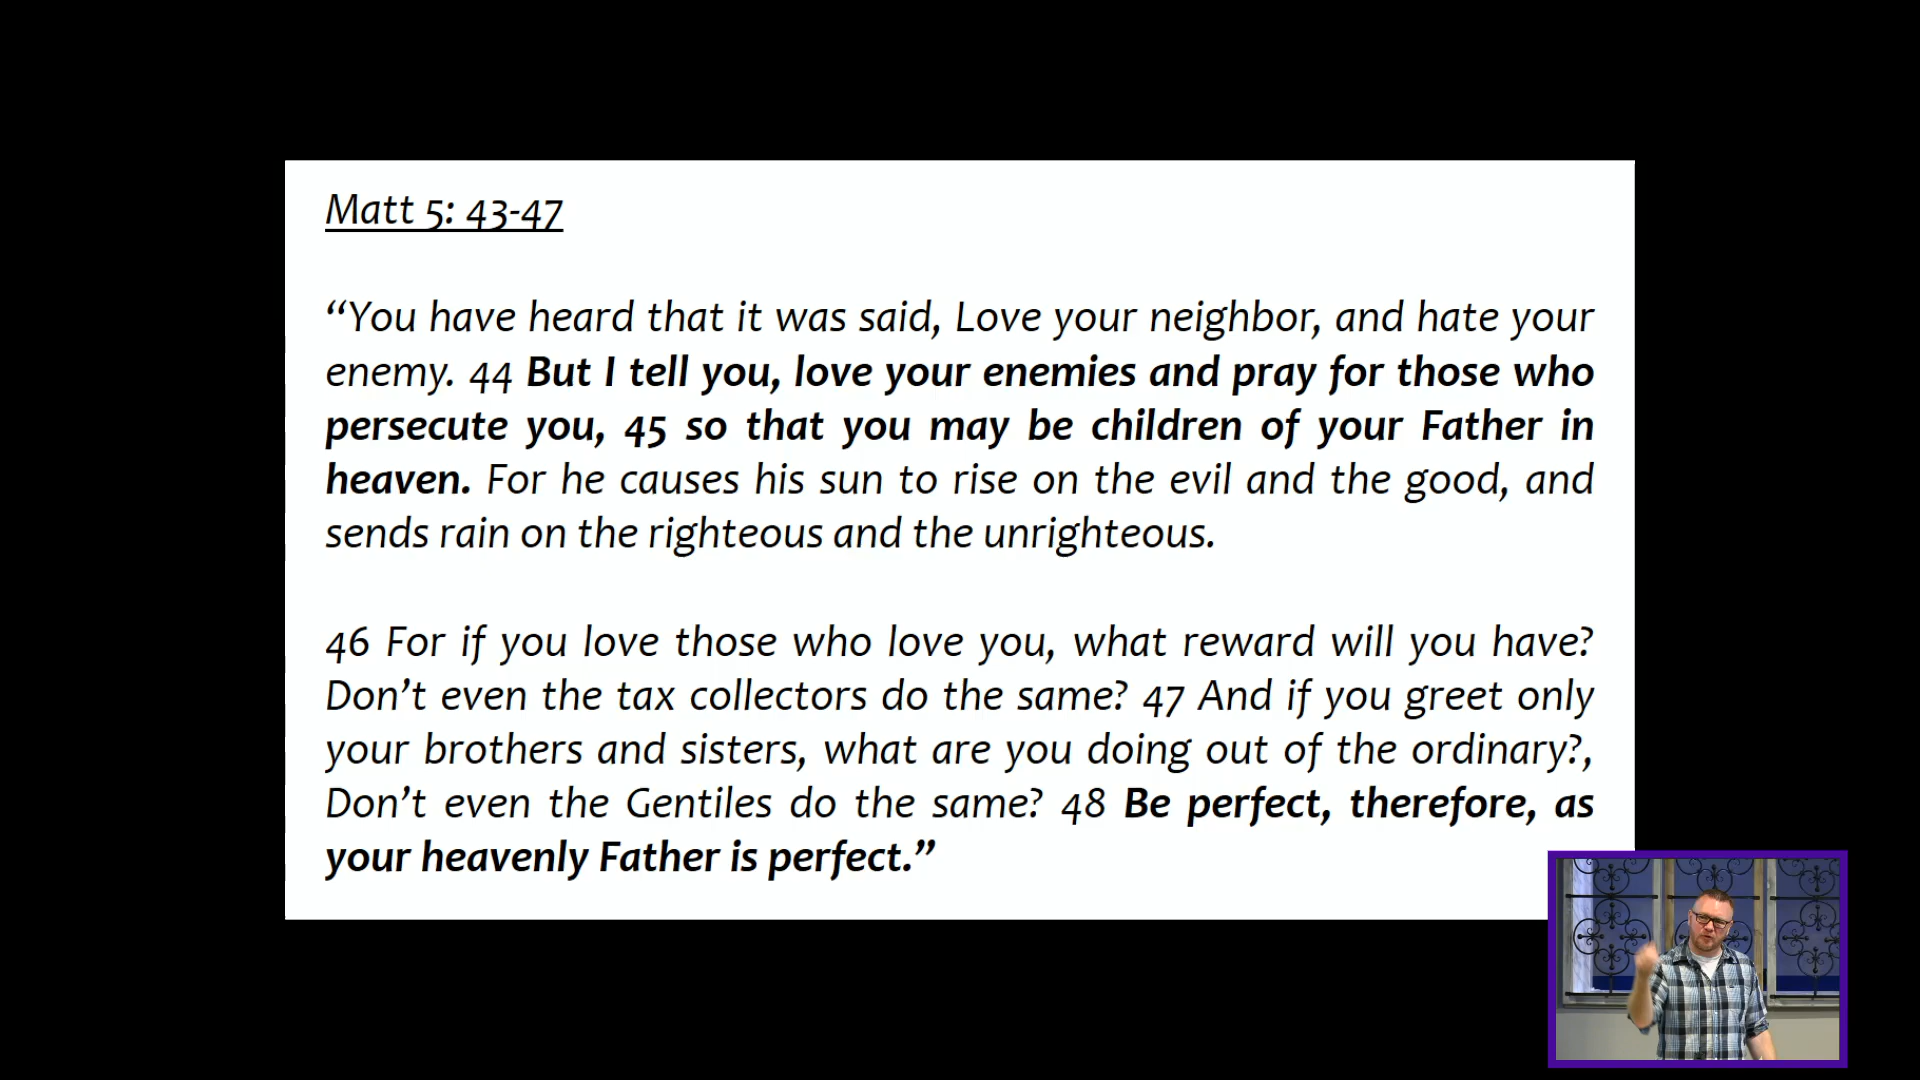 Matt 5: 43-47
“You have heard that it was said, Love your neighbor, and hate your
enemy. 44 But I tell you, love your enemies and pray for those who
persecute you, 45 so that you may be children of your Father in
heaven. For he causes his sun to rise on the evil and the good, and
sends rain on the righteous and the unrighteous.
46 For if you love those who love you, what reward will you have?
Don’t even the tax collectors do the same? 47 And if you greet only
your brothers and sisters, what are you doing out of the ordinary?,
Don’t even the Gentiles do the same? 48 Be perfect, therefore, as
your heavenly Father is perfect.”